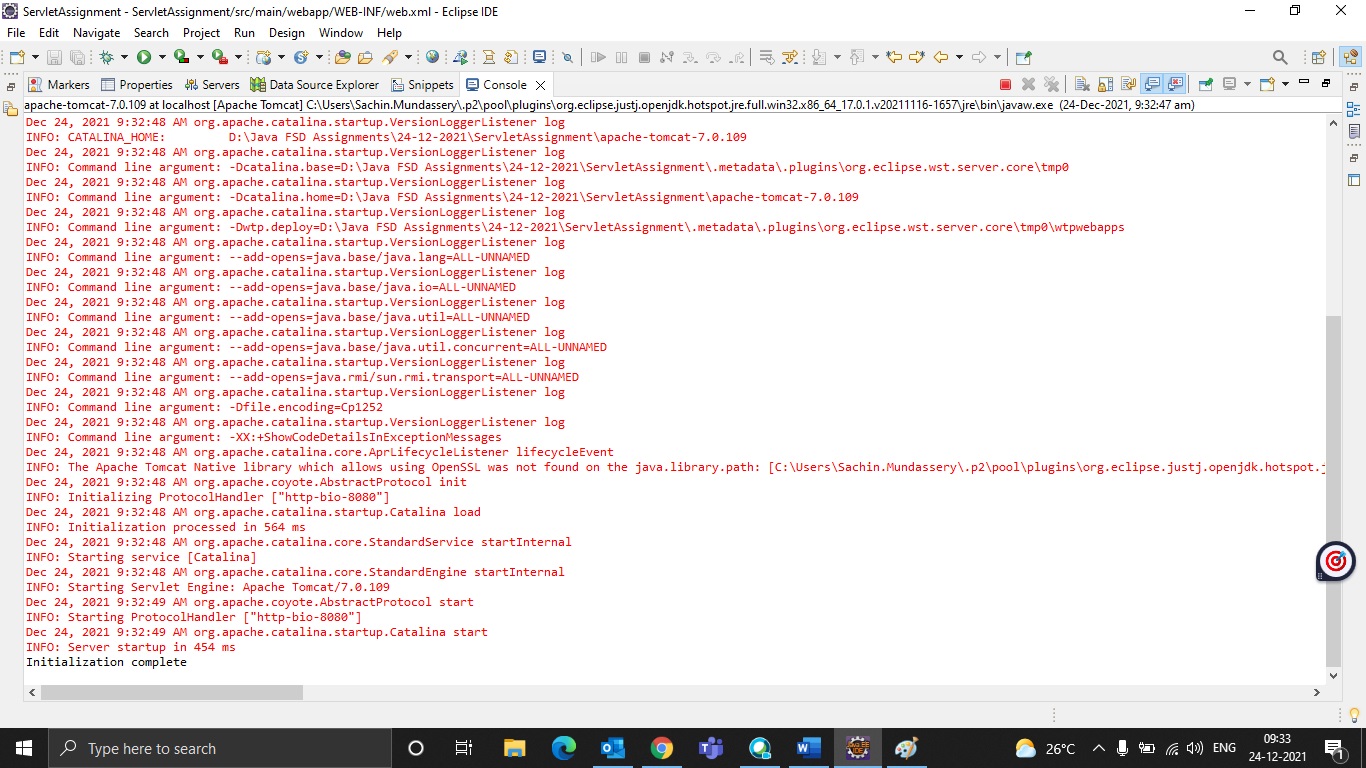 ServletAssignment - ServletAssignment/src/main/webapp/WEB-INF/web.xml - Eclipse IDE
File Edit Navigate Search Project Run Design Window Help
Markers Properties Servers Data Source Explorer Snippets Console
apache-tomcat-7.0.109 at localhost [Apache Tomcat] C:\Users\Sachin.Mundassery\.p2\pool\plugins\org.eclipse.justj.openjdk.hotspot.jre.full.win32.x86_64_17.0.1.v20211116-1657\jre\bin\javaw.exe (24-Dec-2021, 9:32:47 am)
Dec 24, 2021 9:32:48 AM org.apache.catalina.startup.VersionLoggerListener log
INFO: CATALINA_HOME: D:\Java FSD Assignments\24-12-2021\ServletAssignment\apache-tomcat-7.0.109
Dec 24, 2021 9:32:48 AM org.apache.catalina.startup.VersionLoggerListener log
INFO: Command line argument: -Dcatalina.base=D:\Java FSD Assignments\24-12-2021\ServletAssignment\.metadata\.plugins\org.eclipse.wst.server.core\tmp0
Dec 24, 2021 9:32:48 AM org.apache.catalina.startup.VersionLoggerListener log
INFO: Command line argument: -Dcatalina.home=D:\Java FSD Assignments\24-12-2021\ServletAssignment\apache-tomcat-7.0.109
Dec 24, 2021 9:32:48 AM org.apache.catalina.startup.VersionLoggerListener log
INFO: Command line argument: -Dwtp.deploy=D:\Java FSD Assignments\24-12-2021\ServletAssignment\.metadata\.plugins\org.eclipse.wst.server.core\tmp0\wtpwebapps
Dec 24, 2021 9:32:48 AM org.apache.catalina.startup.VersionLoggerListener log
INFO: Command line argument: --add-opens=java.base/java.lang=ALL-UNNAMED
Dec 24, 2021 9:32:48 AM org.apache.catalina.startup.VersionLoggerListener log
INFO: Command line argument: --add-opens=java.base/java.io=ALL-UNNAMED
Dec 24, 2021 9:32:48 AM org.apache.catalina.startup.VersionLoggerListener log
INFO: Command line argument: --add-opens=java.base/java.util=ALL-UNNAMED
Dec 24, 2021 9:32:48 AM org.apache.catalina.startup.VersionLoggerListener log
INFO: Command line argument: --add-opens=java.base/java.util.concurrent=ALL-UNNAMED
Dec 24, 2021 9:32:48 AM org.apache.catalina.startup.VersionLoggerListener log
INFO: Command line argument: --add-opens=java.rmi/sun.rmi.transport=ALL-UNNAMED
Dec 24, 2021 9:32:48 AM org.apache.catalina.startup.VersionLoggerListener log
INFO: Command line argument: -Dfile.encoding=Cp1252
Dec 24, 2021 9:32:48 AM org.apache.catalina.startup.VersionLoggerListener log
INFO: Command line argument: -XX:+ShowCodeDetailsInExceptionMessages
Dec 24, 2021 9:32:48 AM org.apache.catalina.core.AprLifecycleListener lifecycleEvent
INFO: The Apache Tomcat Native library which allows using OpenSSL was not found on the java.library.path: [C:\Users\Sachin.Mundassery\.p2\pool\plugins\org.eclipse.justj.openjdk.hotspot.j
Dec 24, 2021 9:32:48 AM org.apache.coyote.AbstractProtocol init
INFO: Initializing ProtocolHandler ["http-bio-8080"]
Dec 24, 2021 9:32:48 AM org.apache.catalina.startup.Catalina load
INFO: Initialization processed in 564 ms
Dec 24, 2021 9:32:48 AM org.apache.catalina.core.StandardService startInternal
INFO: Starting service [Catalina]
Dec 24, 2021 9:32:48 AM org.apache.catalina.core.StandardEngine startInternal
INFO: Starting Servlet Engine: Apache Tomcat/7.0.109
Dec 24, 2021 9:32:49 AM org.apache.coyote.AbstractProtocol start
INFO: Starting ProtocolHandler ["http-bio-8080"]
Dec 24, 2021 9:32:49 AM org.apache.catalina.startup.Catalina start
INFO: Server startup in 454 ms
Initialization complete
Type here to search
26°C
ENG
09:33
24-12-2021
1